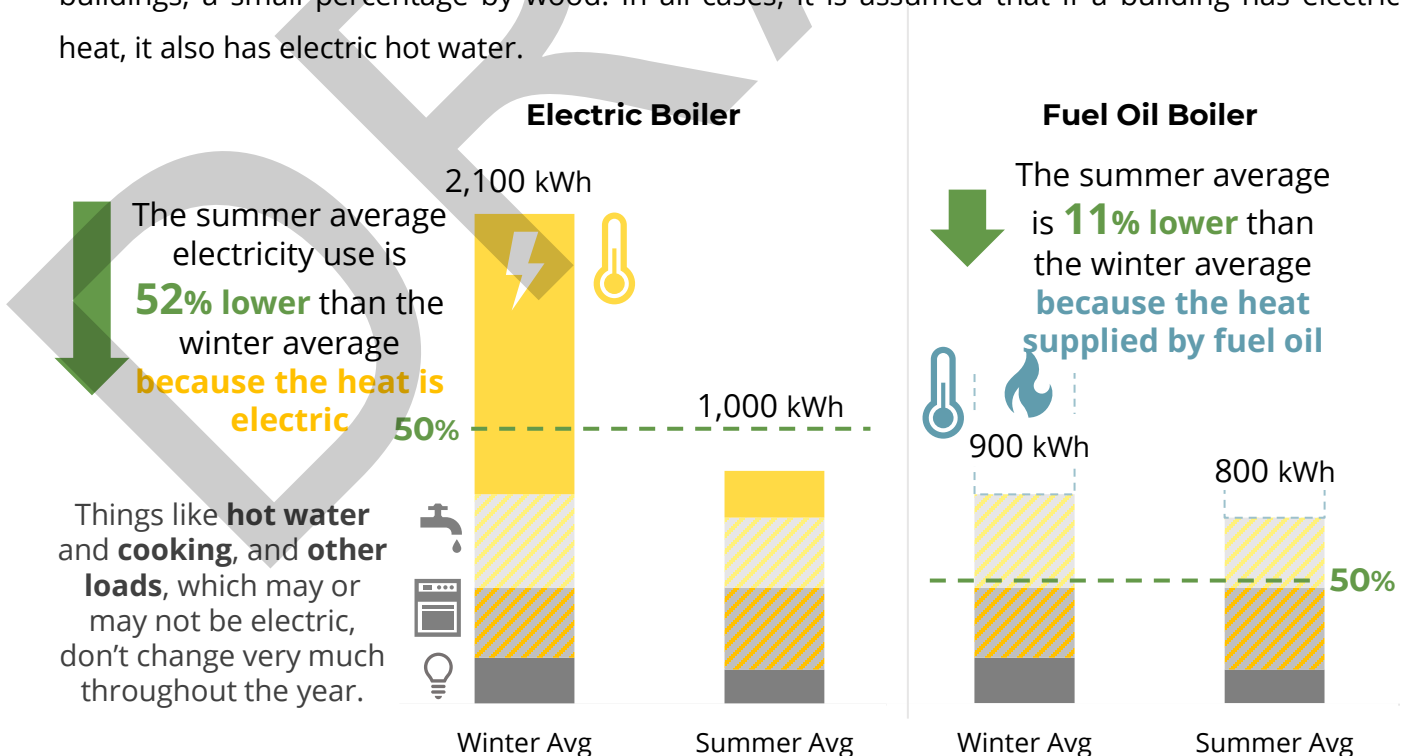 buildings, a small percentage by wood. In all cases, it is assumed that if a building has electric
heat, it also has electric hot water.
Electric Boiler
2,100 kWh
The summer average
electricity use is
52% lower than the
winter average
because the heat is
electric
50%
1,000 kWh
Things like hot water
and cooking, and other
loads, which may or
may not be electric,
don't change very much
throughout the year.
Winter Avg
Summer Avg
Fuel Oil Boiler
The summer average
is 11% lower than
the winter average
because the heat
supplied by fuel oil
900 kWh
800 kWh
50%
Winter Avg
Summer Avg